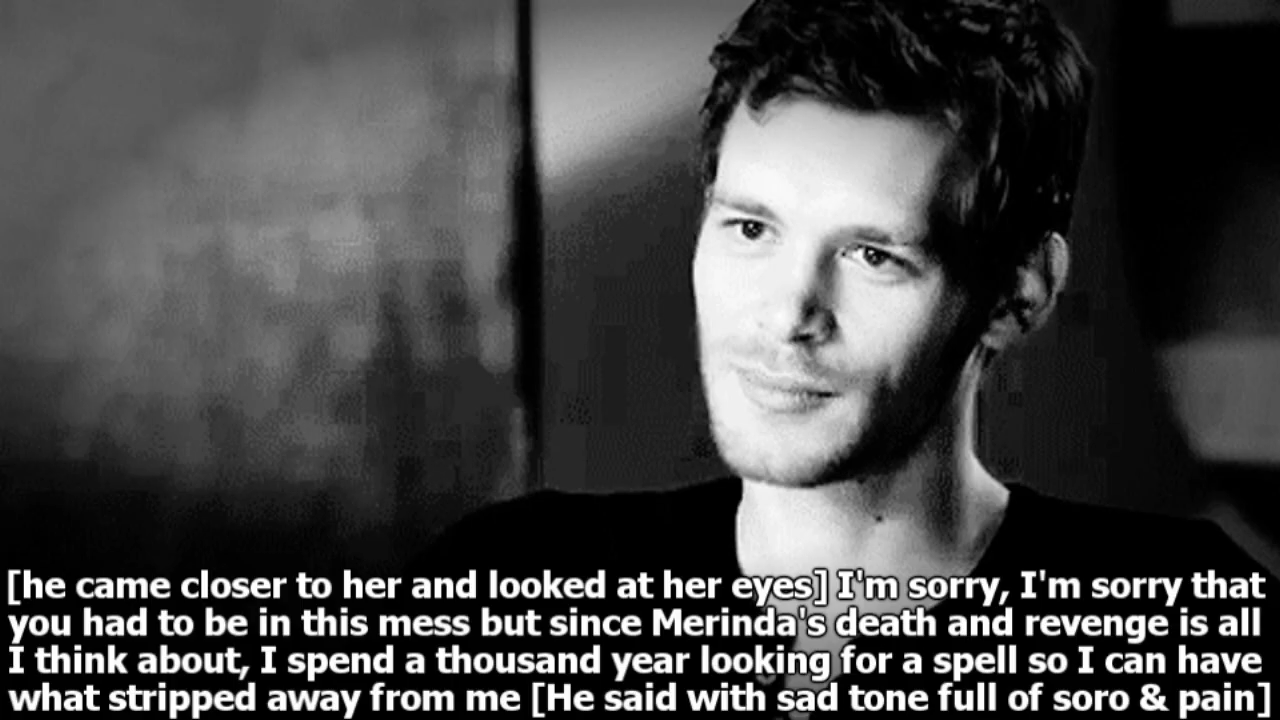 [he came closer to her and looked at her eyes] I'm sorry, I'm sorry that
you had to be in this mess but since Merinda's death and revenge is all
I think about, I spend a thousand year looking for a spell so I can have
what stripped away from me [He said with sad tone full of soro & pain]